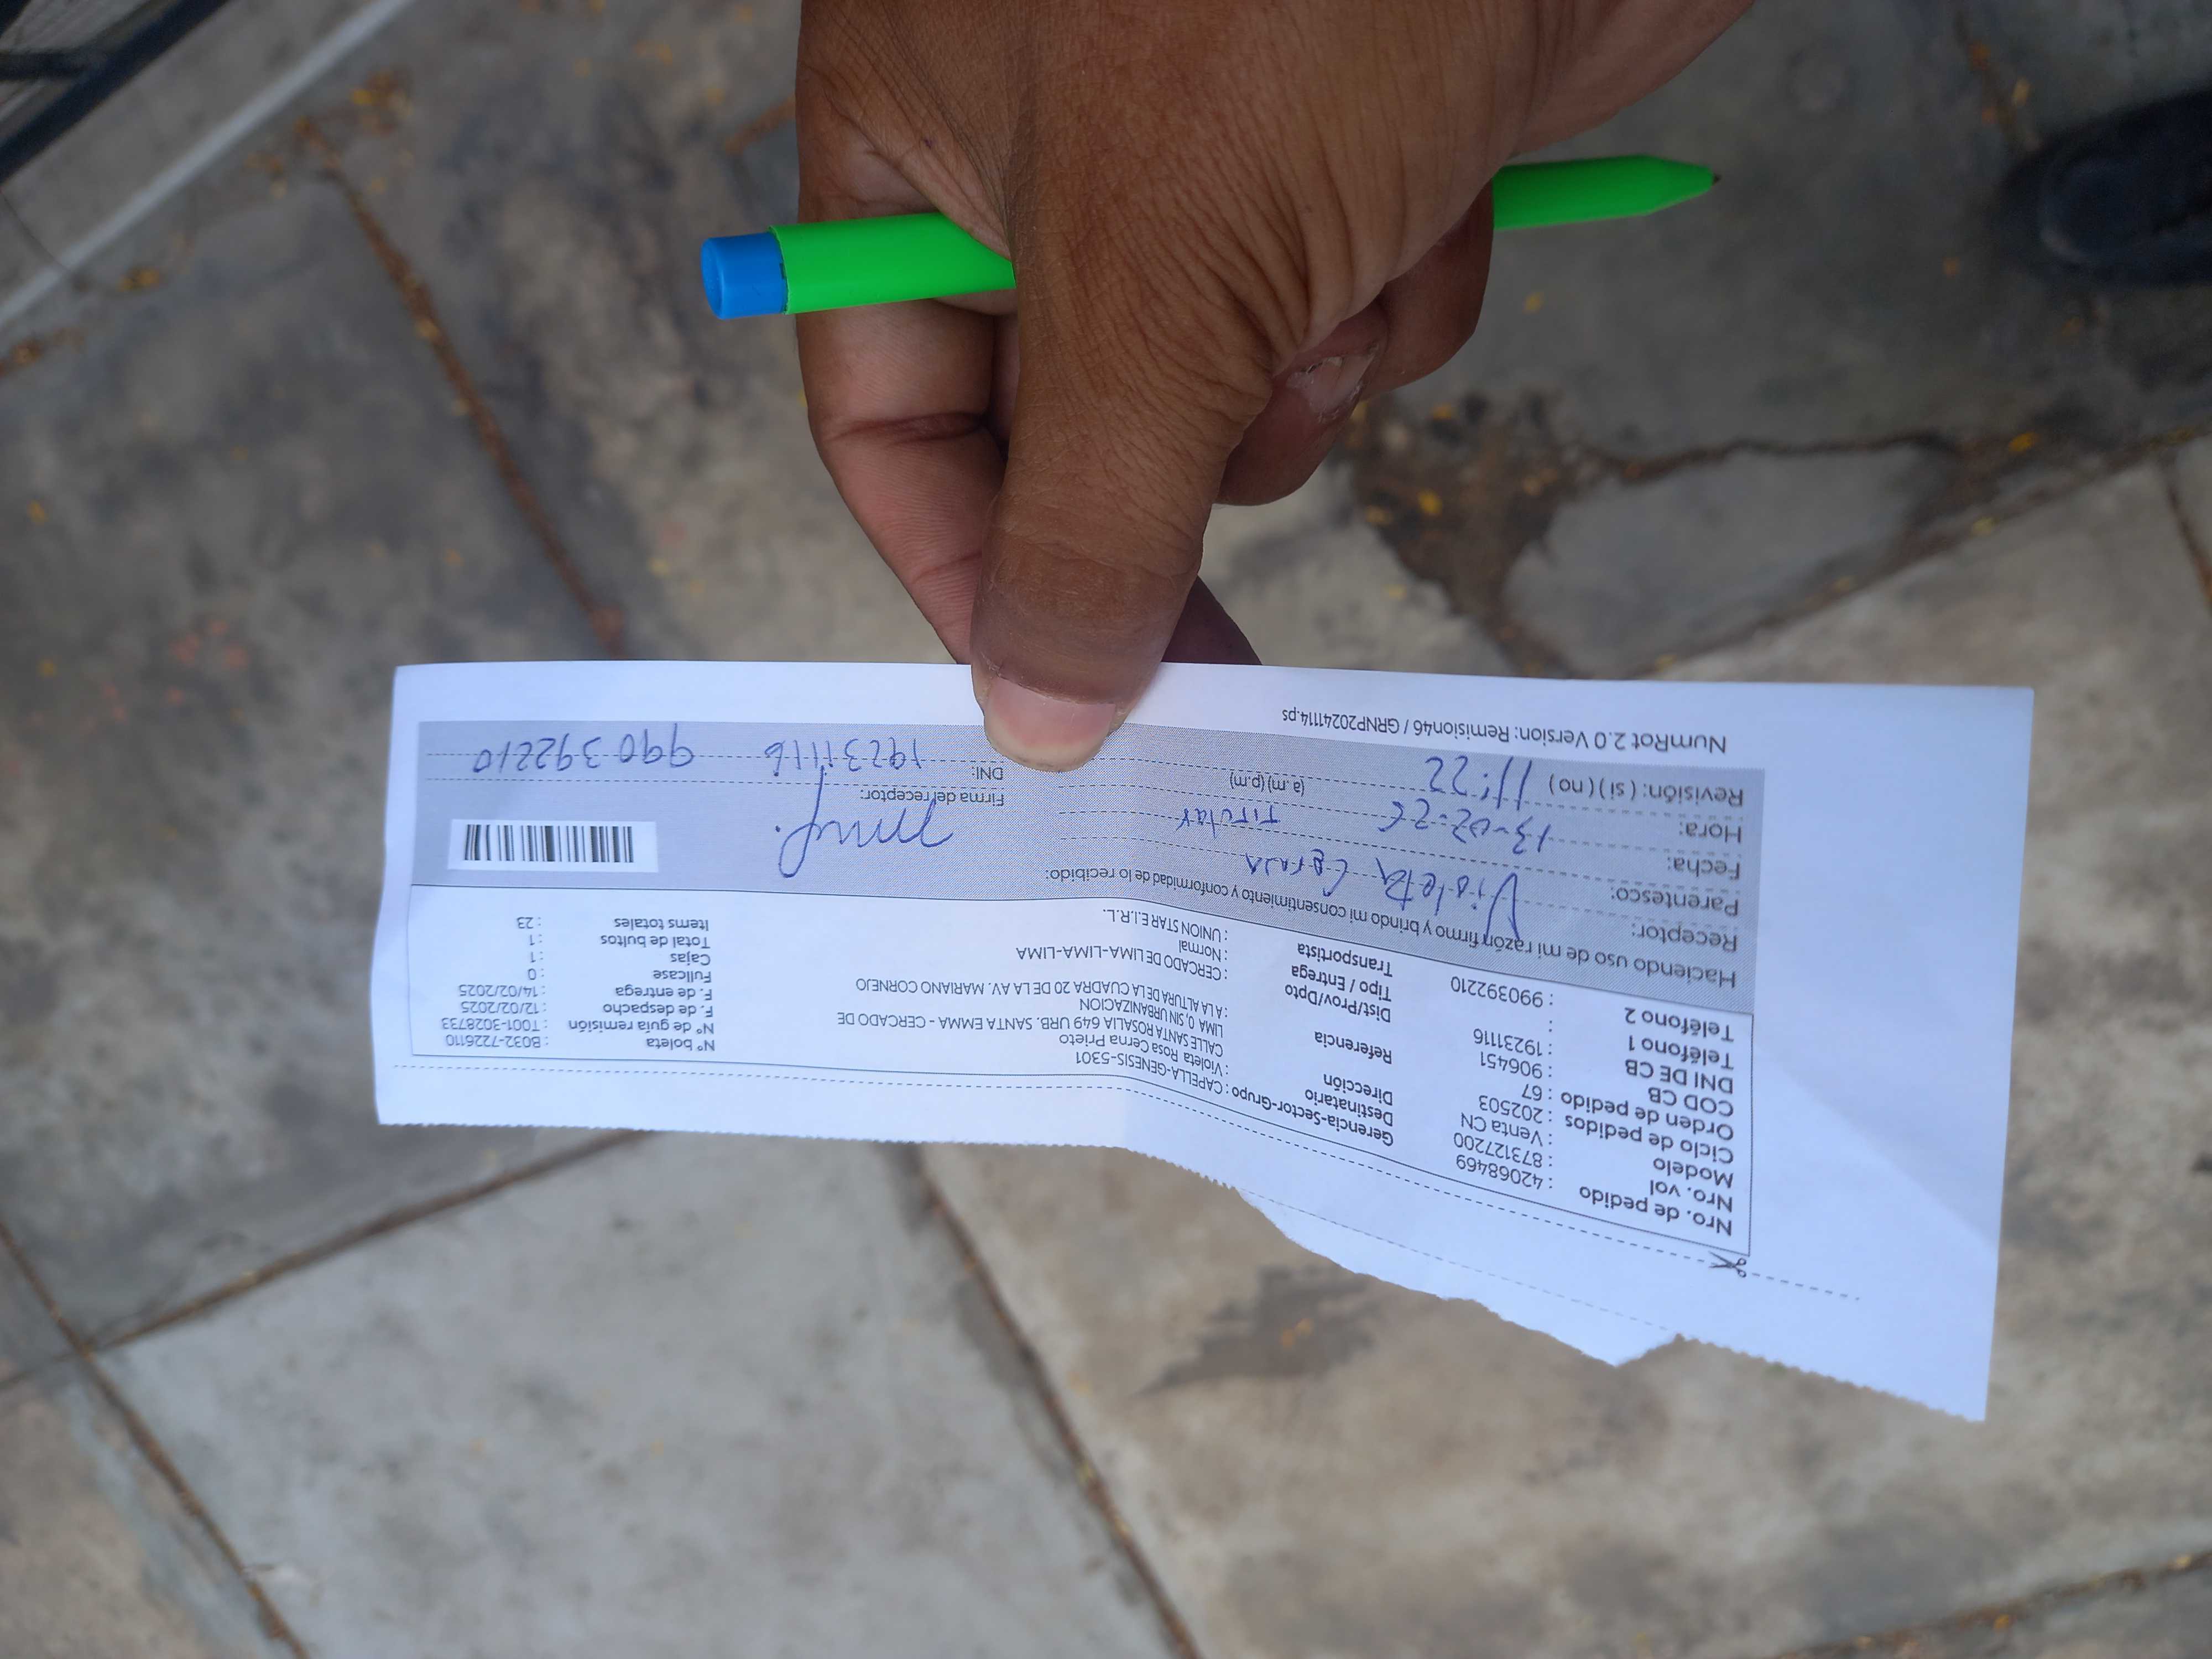 Nro. de pedido : 42068469
Nro. vol : 873127200
Modelo : Venta CN
Ciclo de pedidos : 202503
Orden de pedido : 67
COD CB : 906451
DNI DE CB : 19231116
Teléfono 1 :
Teléfono 2 : 990392210
Gerencia-Sector-Grupo : CAPELLA-GENESIS-5301
Destinatario : Violeta Rosa Cerna Prieto
Dirección CALLE SANTA ROSALIA 649 URB. SANTA EMMA - CERCADO DE
LIMA 0, SIN URBANIZACION
Referencia : A LA ALTURA DE LA CUADRA 20 DE LA AV. MARIANO CORNEJO
Dist/Prov/Dpto : CERCADO DE LIMA-LIMA-LIMA
Tipo / Entrega : Normal
Transportista : UNION STAR E.I.R.L.
Nº boleta : B032-7226110
Nº de guía remisión : T001-3028733
F. de despacho : 12/02/2025
F. de entrega : 14/02/2025
Fullcase : 0
Cajas : 1
Total de bultos : 1
Items totales : 23
Haciendo uso de mi razón firmo y brindo mi consentimiento y conformidad de lo recibido:
Receptor: Violeta Cerna
Parentesco: Titular
Fecha: 13-02-25
Hora: 11:22 (a.m) (p.m)
Revisión: ( si ) ( no )
Firma del receptor:
DNI: 19231116 990392210
NumRot 2.0 Version: Remision46 / GRNP20241114.ps